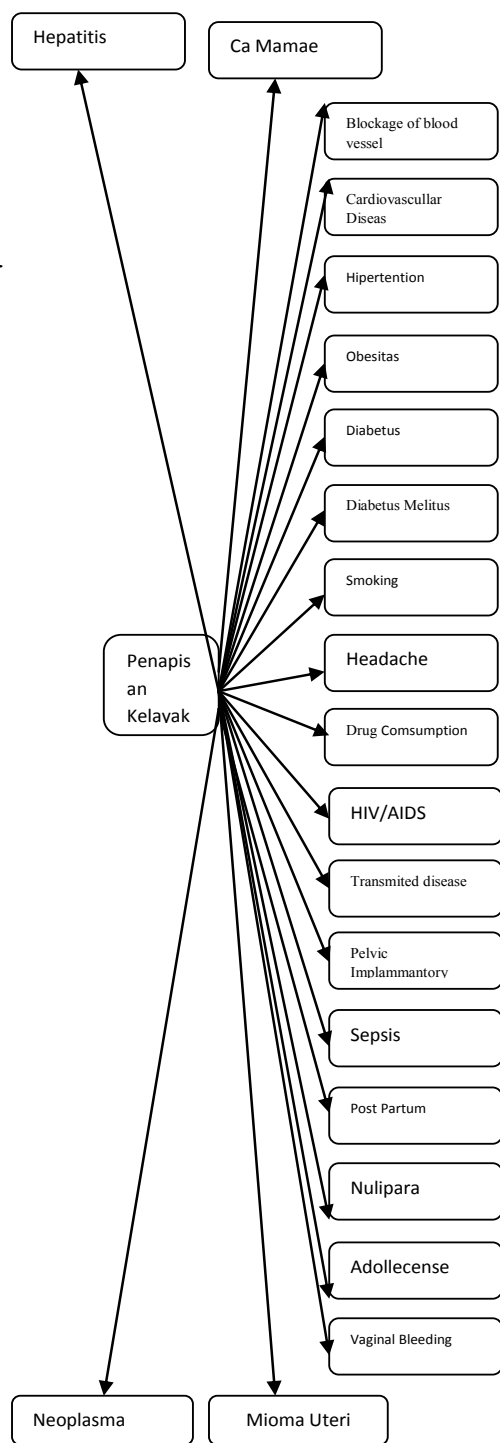 Hepatitis
Ca Mamae
Blockage of blood
vessel
Cardiovascullar
Diseas
Hipertention
Obesitas
Diabetus
Diabetus Melitus
Smoking
Penapis
an
Kelayak
Headache
Drug Comsumption
HIV/AIDS
Transmited disease
Pelvic
Implammantory
Sepsis
Post Partum
Nulipara
Adollecense
Vaginal Bleeding
Neoplasma
Mioma Uteri